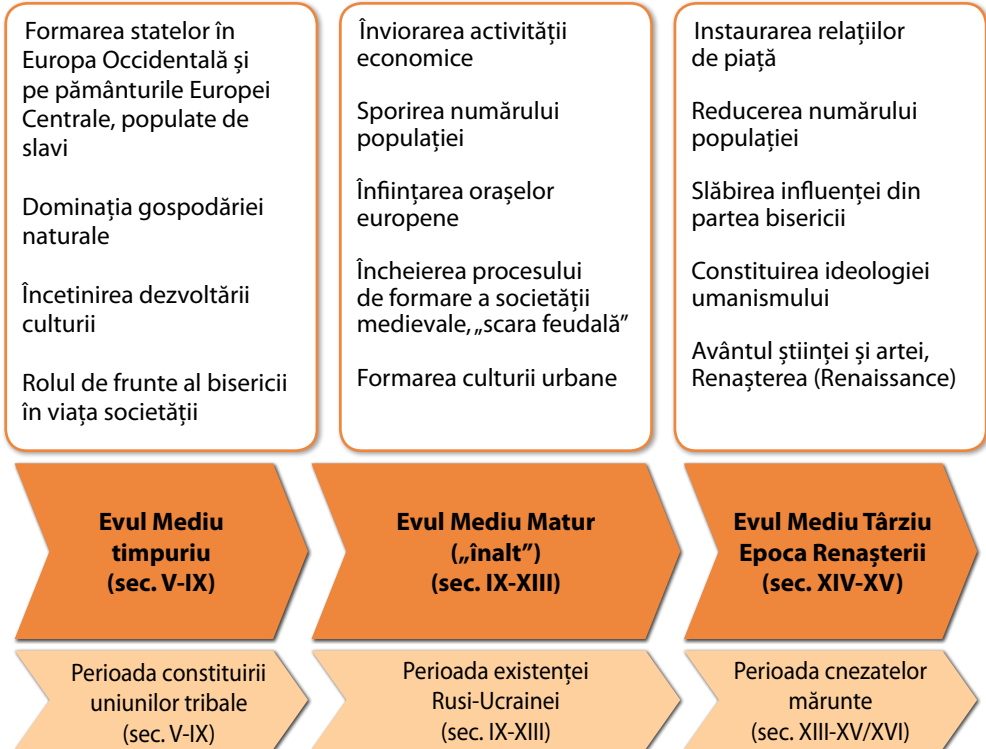 Formarea statelor în
Europa Occidentală și
pe pământurile Europei
Centrale, populate de
slavi
Dominația gospodăriei
naturale
Încetinirea dezvoltării
culturii
Rolul de frunte al bisericii
în viața societății
Înviorarea activității
economice
Sporirea numărului
populației
Înființarea orașelor
europene
Încheierea procesului
de formare a societății
medievale, „scara feudală”
Formarea culturii urbane
Instaurarea relațiilor
de piață
Reducerea numărului
populației
Slăbirea influenței din
partea bisericii
Constituirea ideologiei
umanismului
Avântul științei și artei,
Renașterea (Renaissance)
Evul Mediu
timpuriu
(sec. V-IX)
Evul Mediu Matur
(„înalt”)
(sec. IX-XIII)
Evul Mediu Târziu
Epoca Renașterii
(sec. XIV-XV)
Perioada constituirii
uniunilor tribale
(sec. V-IX)
Perioada existenței
Rusi-Ucrainei
(sec. IX-XIII)
Perioada cnezatelor
mărunte
(sec. XIII-XV/XVI)